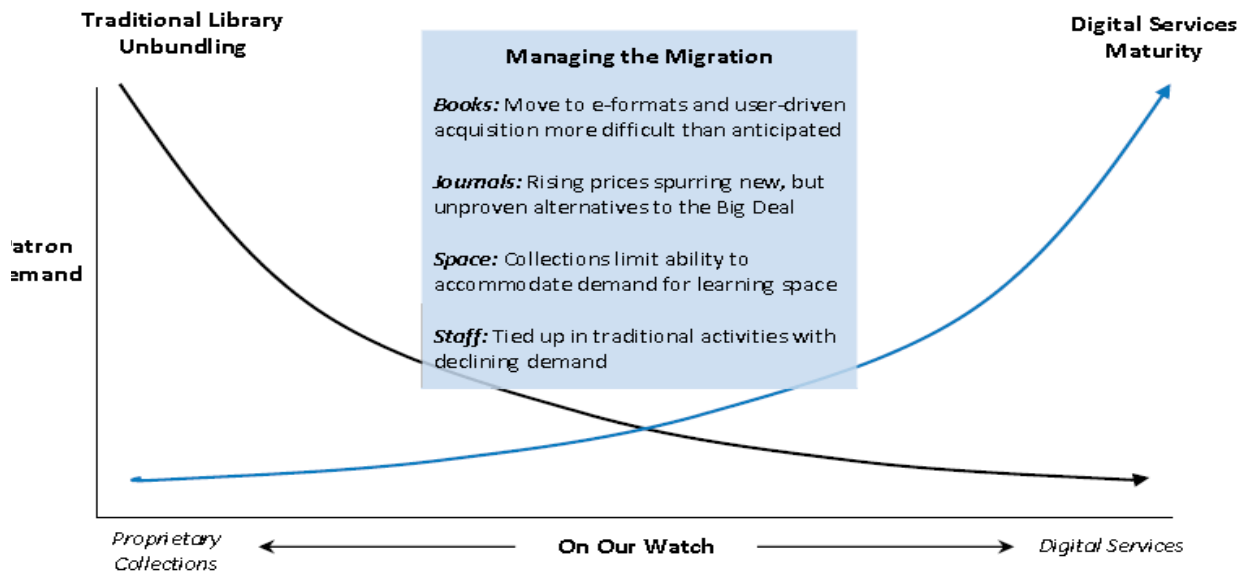 Traditional Library
Unbundling
Digital Services
Maturity
Managing the Migration
Books: Move to e-formats and user-driven
acquisition more difficult than anticipated
Journals: Rising prices spurring new, but
unproven alternatives to the Big Deal
Space: Collections limit ability to
accommodate demand for learning space
Staff: Tied up in traditional activities with
declining demand
atron
emand
Proprietary
Collections
On Our Watch
Digital Services